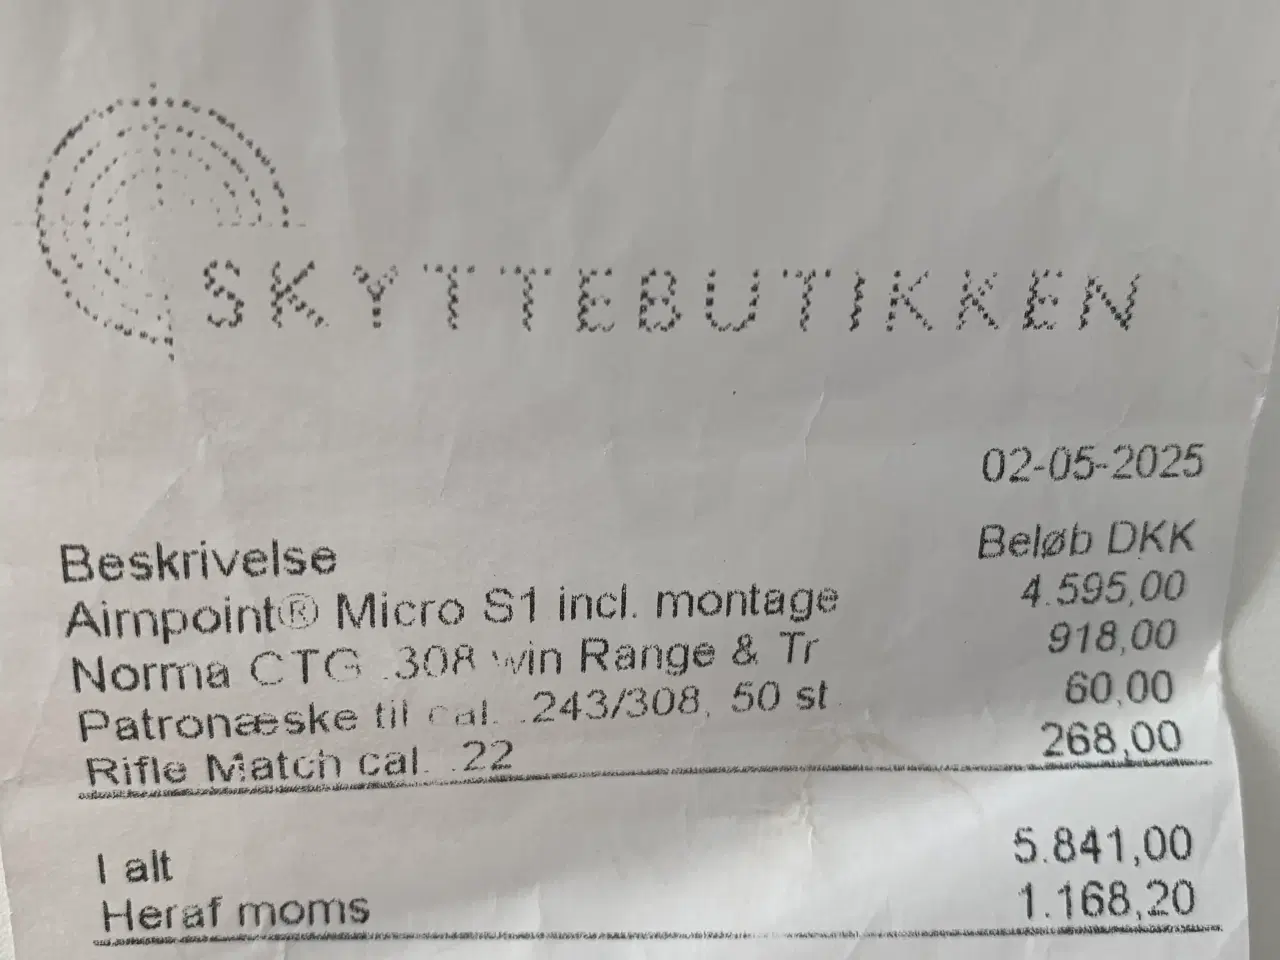 SKYTTEBUTIKKEN
02-05-2025
Beskrivelse Beløb DKK
Aimpoint® Micro S1 incl. montage 4.595,00
Norma CTG .308 win Range & Tr 918,00
Patronæske til cal. .243/308, 50 st. 60,00
Rifle Match cal. .22 268,00
I alt 5.841,00
Heraf moms 1.168,20